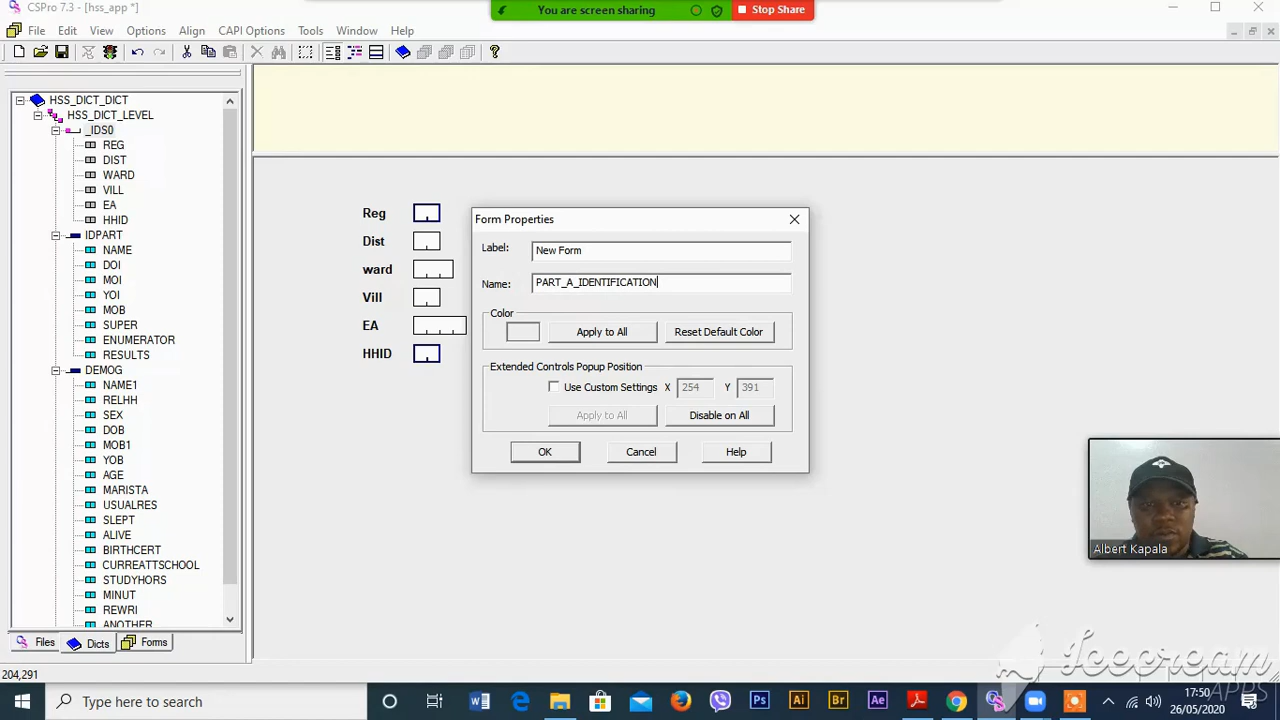 CSPro 7.3 - [hss_app *]
You are screen sharing
Stop Share
File Edit View Options Align CAPI Options Tools Window Help
HSS_DICT_DICT
HSS_DICT_LEVEL
_IDS0
REG
DIST
WARD
VILL
EA
HHID
IDPART
NAME
DOI
MOI
YOI
MOB
SUPER
ENUMERATOR
RESULTS
DEMOG
NAME1
RELHH
SEX
DOB
MOB1
YOB
AGE
MARISTA
USUALRES
SLEPT
ALIVE
BIRTHCERT
CURREATTSCHOOL
STUDYHORS
MINUT
REWRI
ANOTHER
Files Dicts Forms
Reg
Dist
ward
Vill
EA
HHID
Form Properties
Label: New Form
Name: PART_A_IDENTIFICATION
Color
Apply to All Reset Default Color
Extended Controls Popup Position
Use Custom Settings X 254 Y 391
Apply to All Disable on All
OK Cancel Help
Albert Kapala
204,291
Scoocam
APPS
Type here to search
17:50
26/05/2020